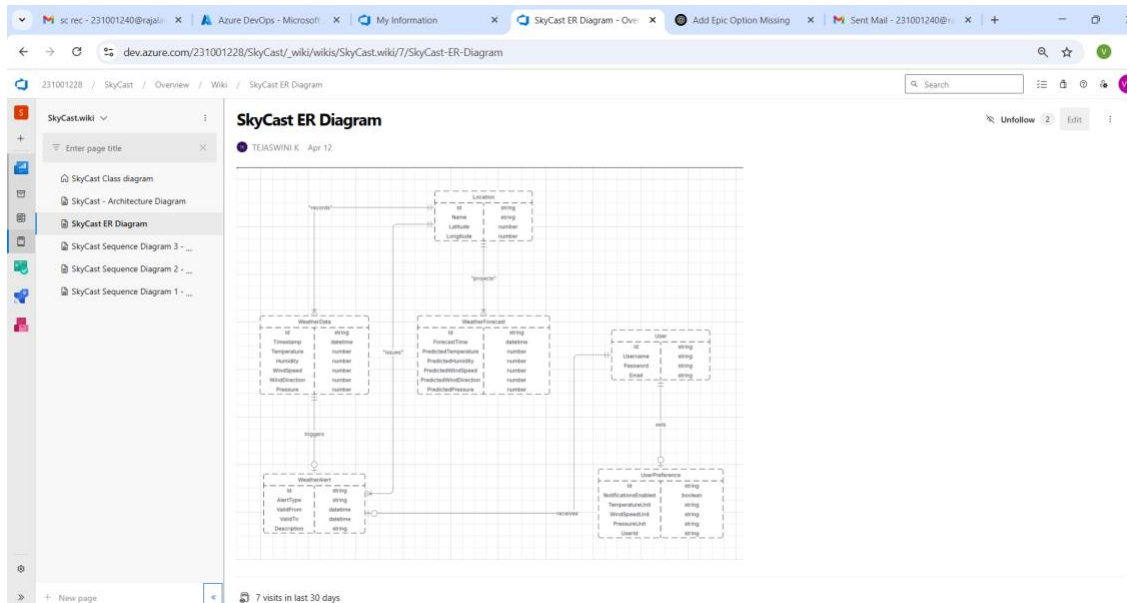 sc rec - 231001240@rajala
Azure DevOps - Microsoft
My Information
SkyCast ER Diagram - Ove
Add Epic Option Missing
Sent Mail - 231001240@r
dev.azure.com/231001228/SkyCast/_wiki/wikis/SkyCast.wiki/7/SkyCast-ER-Diagram
V
231001228 / SkyCast / Overview / Wiki / SkyCast ER Diagram
Search
S
SkyCast.wiki
Enter page title
SkyCast Class diagram
SkyCast - Architecture Diagram
SkyCast ER Diagram
SkyCast Sequence Diagram 3 - ...
SkyCast Sequence Diagram 2 - ...
SkyCast Sequence Diagram 1 - ...
New page
SkyCast ER Diagram
Unfollow 2 Edit
TEJASWINI K Apr 12
Location
Id string
Name string
Latitude number
Longitude number
"records"
"projects"
"issues"
WeatherData
Id string
Timestamp datetime
Temperature number
Humidity number
WindSpeed number
WindDirection number
Pressure number
WeatherForecast
Id string
ForecastTime datetime
PredictedTemperature number
PredictedHumidity number
PredictedWindSpeed number
PredictedWindDirection number
PredictedPressure number
User
Id string
Username string
Password string
Email string
triggers
sets
WeatherAlert
Id string
AlertType string
ValidFrom datetime
ValidTo datetime
Description string
receives
UserPreference
Id string
NotificationsEnabled boolean
TemperatureUnit string
WindSpeedUnit string
PressureUnit string
UserId string
7 visits in last 30 days